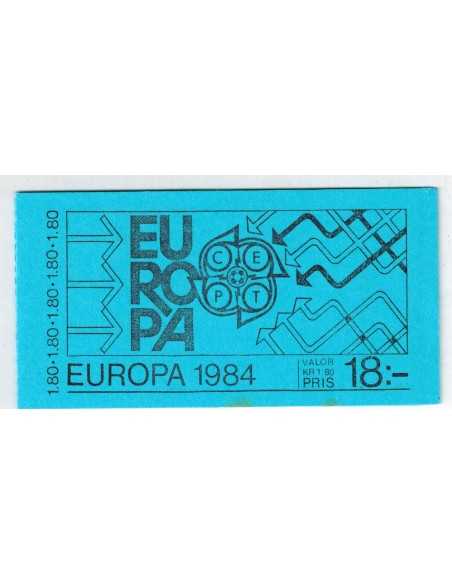 1.80·1.80·1.80·1.80·1.80
EU
RO
PA
C E
P T
EUROPA 1984
VALÖR
KR 1.80
PRIS
18:-